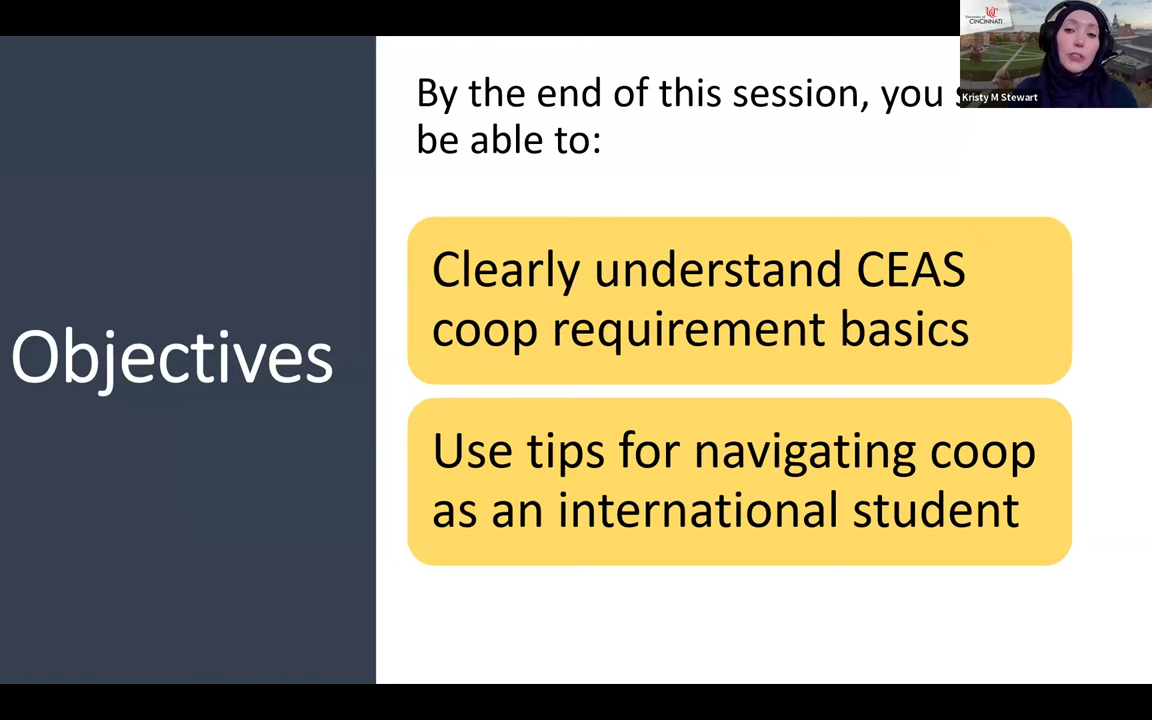 By the end of this session, you
be able to:
Clearly understand CEAS
coop requirement basics
Use tips for navigating coop
as an international student
Objectives
CINCINNATI
Kristy M Stewart